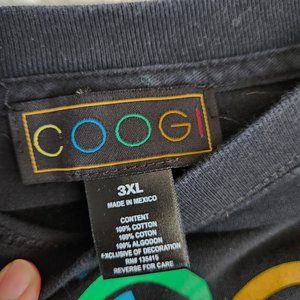 COOGI
3XL
MADE IN MEXICO
CONTENT
100% COTTON
100% COTON
100% ALGODON
EXCLUSIVE OF DECORATION
RN# 135415
REVERSE FOR CARE